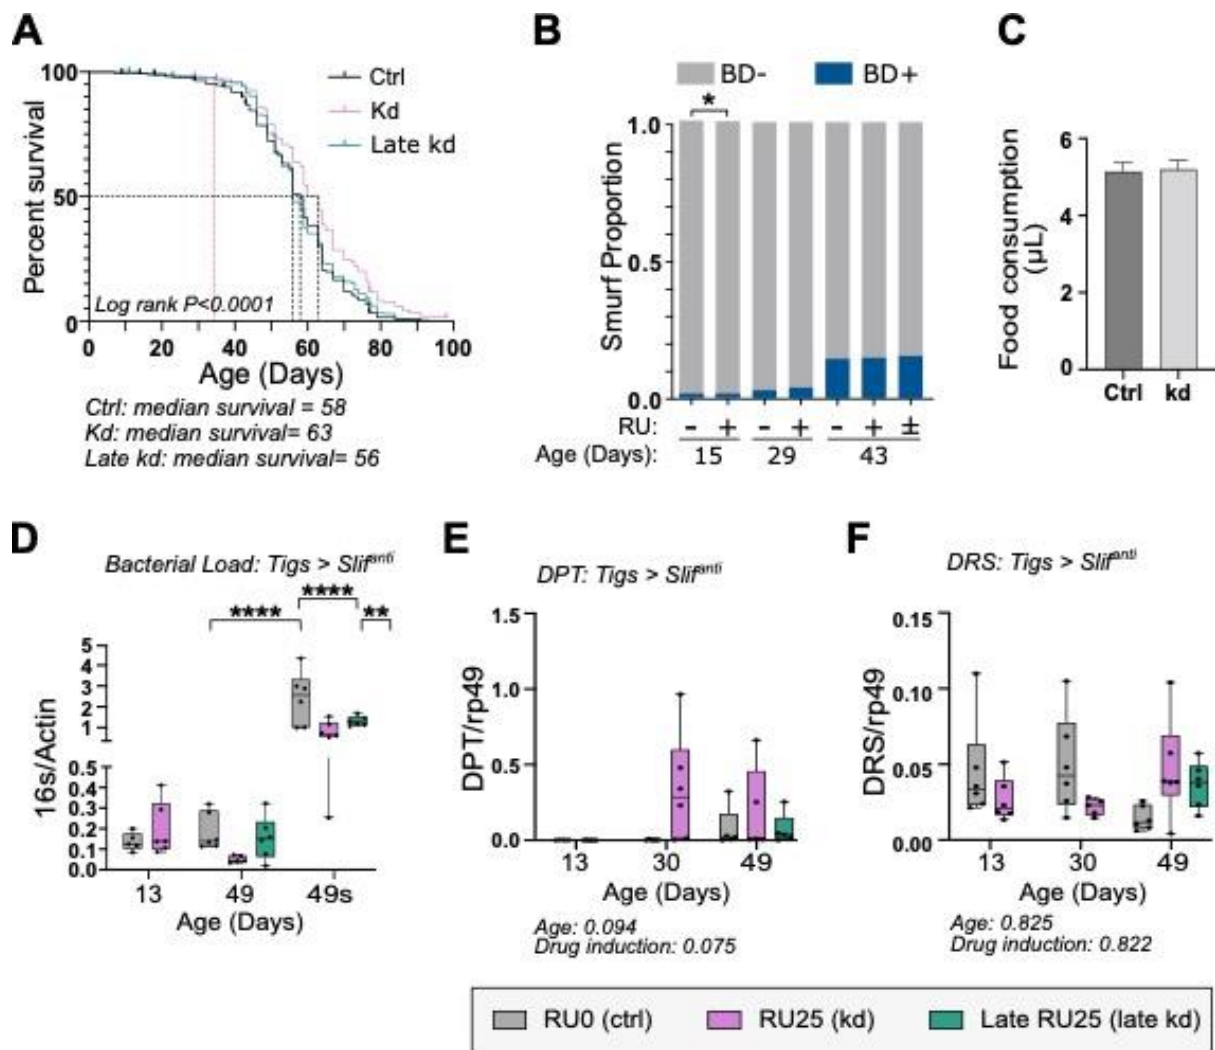 A
100
50
0
Percent survival
Ctrl
Kd
Late kd
Log rank P<0.0001
0 20 40 60 80 100
Age (Days)
Ctrl: median survival = 58
Kd: median survival= 63
Late kd: median survival= 56
B
BD- BD+
*
1.0
0.5
0.0
Smurf Proportion
RU: - + - + - + ±
Age (Days): 15 29 43
C
6
4
2
0
Food consumption
(µL)
Ctrl kd
D
Bacterial Load: Tigs > Slifanti
****
**** **
5
4
3
2
1
0.5
0.4
0.3
0.2
0.1
0.0
16s/Actin
13 49 49s
Age (Days)
E
DPT: Tigs > Slifanti
1.5
1.0
0.5
0.0
DPT/rp49
13 30 49
Age (Days)
Age: 0.094
Drug induction: 0.075
F
DRS: Tigs > Slifanti
0.15
0.10
0.05
0.00
DRS/rp49
13 30 49
Age (Days)
Age: 0.825
Drug induction: 0.822
RU0 (ctrl) RU25 (kd) Late RU25 (late kd)